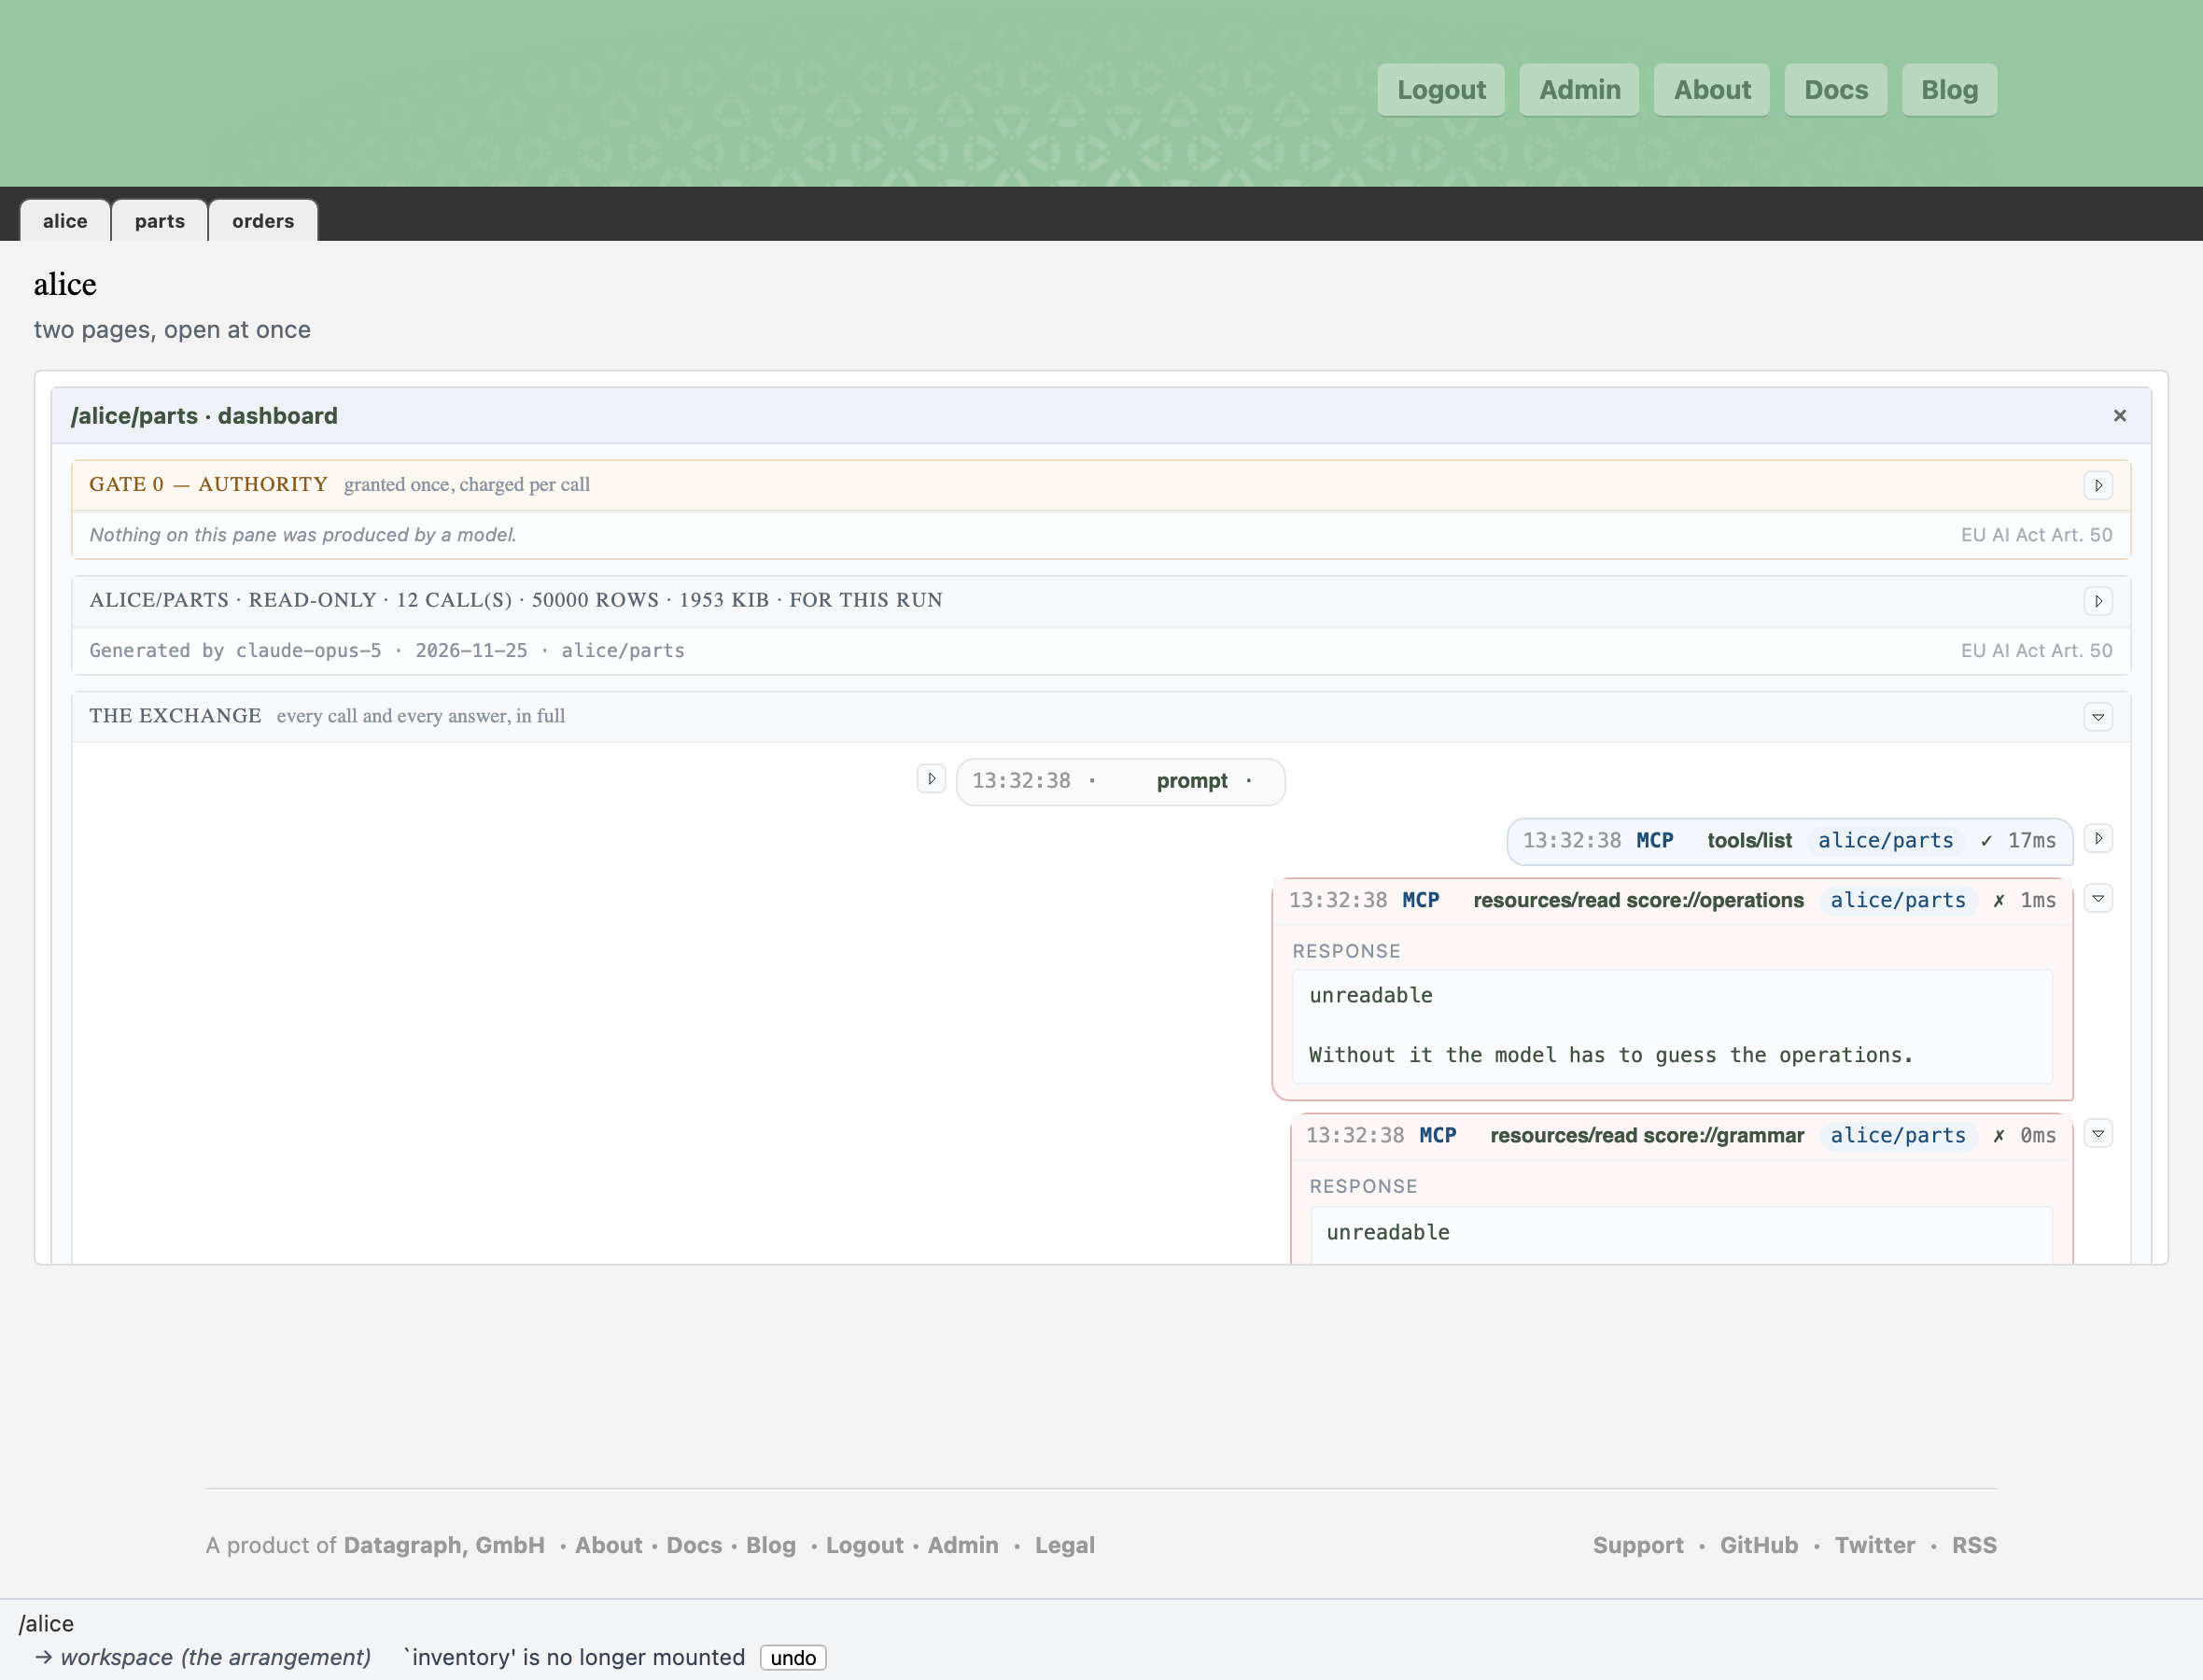 Logout Admin About Docs Blog
alice parts orders
alice
two pages, open at once
/alice/parts · dashboard ×
GATE 0 — AUTHORITY granted once, charged per call
Nothing on this pane was produced by a model. EU AI Act Art. 50
ALICE/PARTS · READ-ONLY · 12 CALL(S) · 50000 ROWS · 1953 KIB · FOR THIS RUN
Generated by claude-opus-5 · 2026-11-25 · alice/parts EU AI Act Art. 50
THE EXCHANGE every call and every answer, in full
13:32:38 · prompt ·
13:32:38 MCP tools/list alice/parts ✓ 17ms
13:32:38 MCP resources/read score://operations alice/parts ✗ 1ms
RESPONSE
unreadable
Without it the model has to guess the operations.
13:32:38 MCP resources/read score://grammar alice/parts ✗ 0ms
RESPONSE
unreadable
A product of Datagraph, GmbH · About · Docs · Blog · Logout · Admin · Legal Support · GitHub · Twitter · RSS
/alice
→ workspace (the arrangement) `inventory' is no longer mounted undo